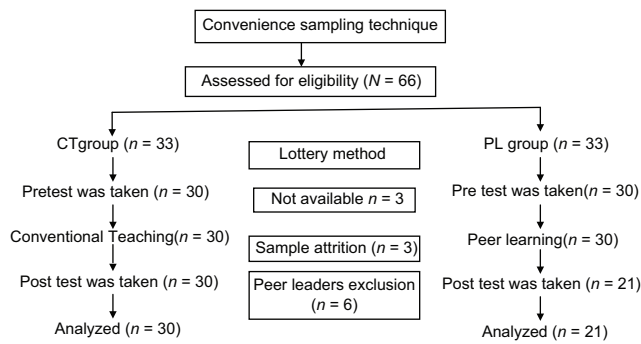 Convenience sampling technique
Assessed for eligibility (N = 66)
CTgroup (n = 33)
Lottery method
PL group (n = 33)
Pretest was taken (n = 30)
Not available n = 3
Pre test was taken(n = 30)
Conventional Teaching(n = 30)
Sample attrition (n = 3)
Peer learning(n = 30)
Post test was taken (n = 30)
Peer leaders exclusion
(n = 6)
Post test was taken (n = 21)
Analyzed (n = 30)
Analyzed (n = 21)